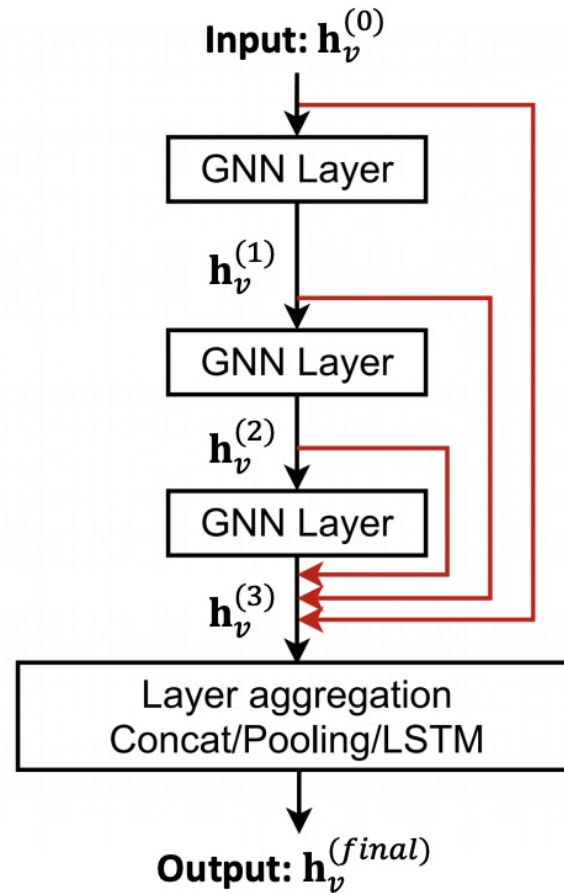 Input: h_v^(0)
GNN Layer
h_v^(1)
GNN Layer
h_v^(2)
GNN Layer
h_v^(3)
Layer aggregation
Concat/Pooling/LSTM
Output: h_v^(final)